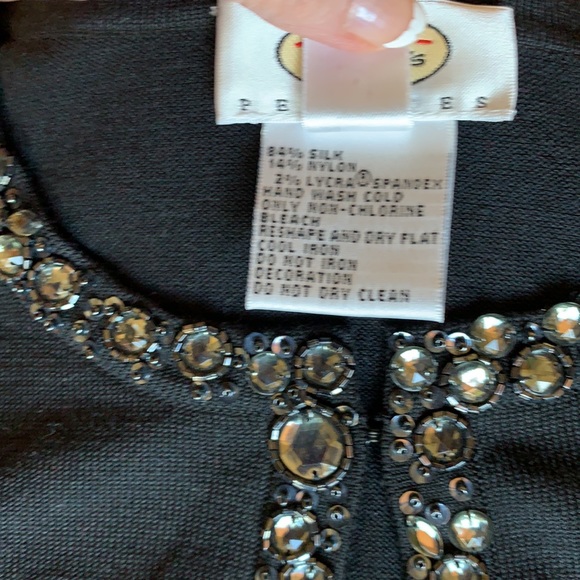 's
84% SILK
14% NYLON
2% LYCRA® SPANDEX
HAND WASH COLD
ONLY NON-CHLORINE
BLEACH
RESHAPE AND DRY FLAT
COOL IRON
DO NOT IRON
DECORATION
DO NOT DRY CLEAN